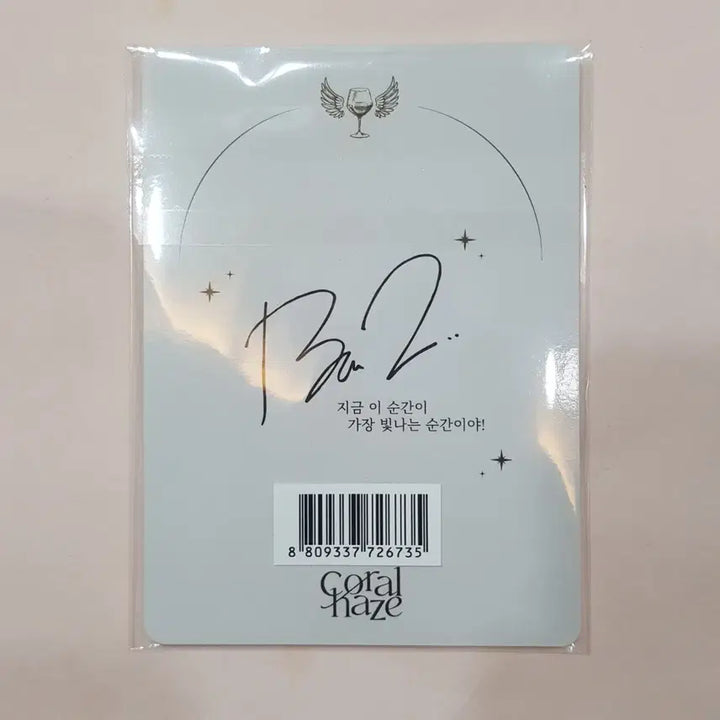 지금 이 순간이
가장 빛나는 순간이야!
8 809337 726735
coral
haze